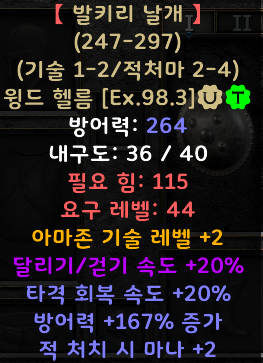 【 발키리 날개 】
(247-297)
(기술 1-2/적처마 2-4)
윙드 헬름 [Ex.98.3] U T
방어력: 264
내구도: 36 / 40
필요 힘: 115
요구 레벨: 44
아마존 기술 레벨 +2
달리기/걷기 속도 +20%
타격 회복 속도 +20%
방어력 +167% 증가
적 처치 시 마나 +2